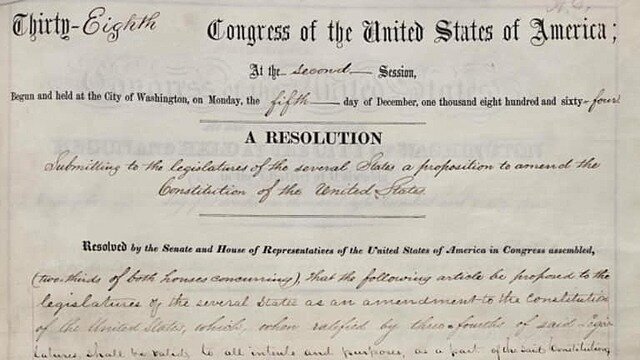 Thirty-Eighth Congress of the United States of America;
At the second Session,
Begun and held at the City of Washington, on Monday, the fifth day of December, one thousand eight hundred and sixty-four
A RESOLUTION
Submitting to the legislatures of the several States a proposition to amend the
Constitution of the United States.
Resolved by the Senate and House of Representatives of the United States of America in Congress assembled,
(two-thirds of both houses concurring), that the following article be proposed to the
legislatures of the several States as an amendment to the Constitution
of the United States, which, when ratified by three-fourths of said Legis-
latures, shall be valid, to all intents and purposes, as a part of the said Constitution